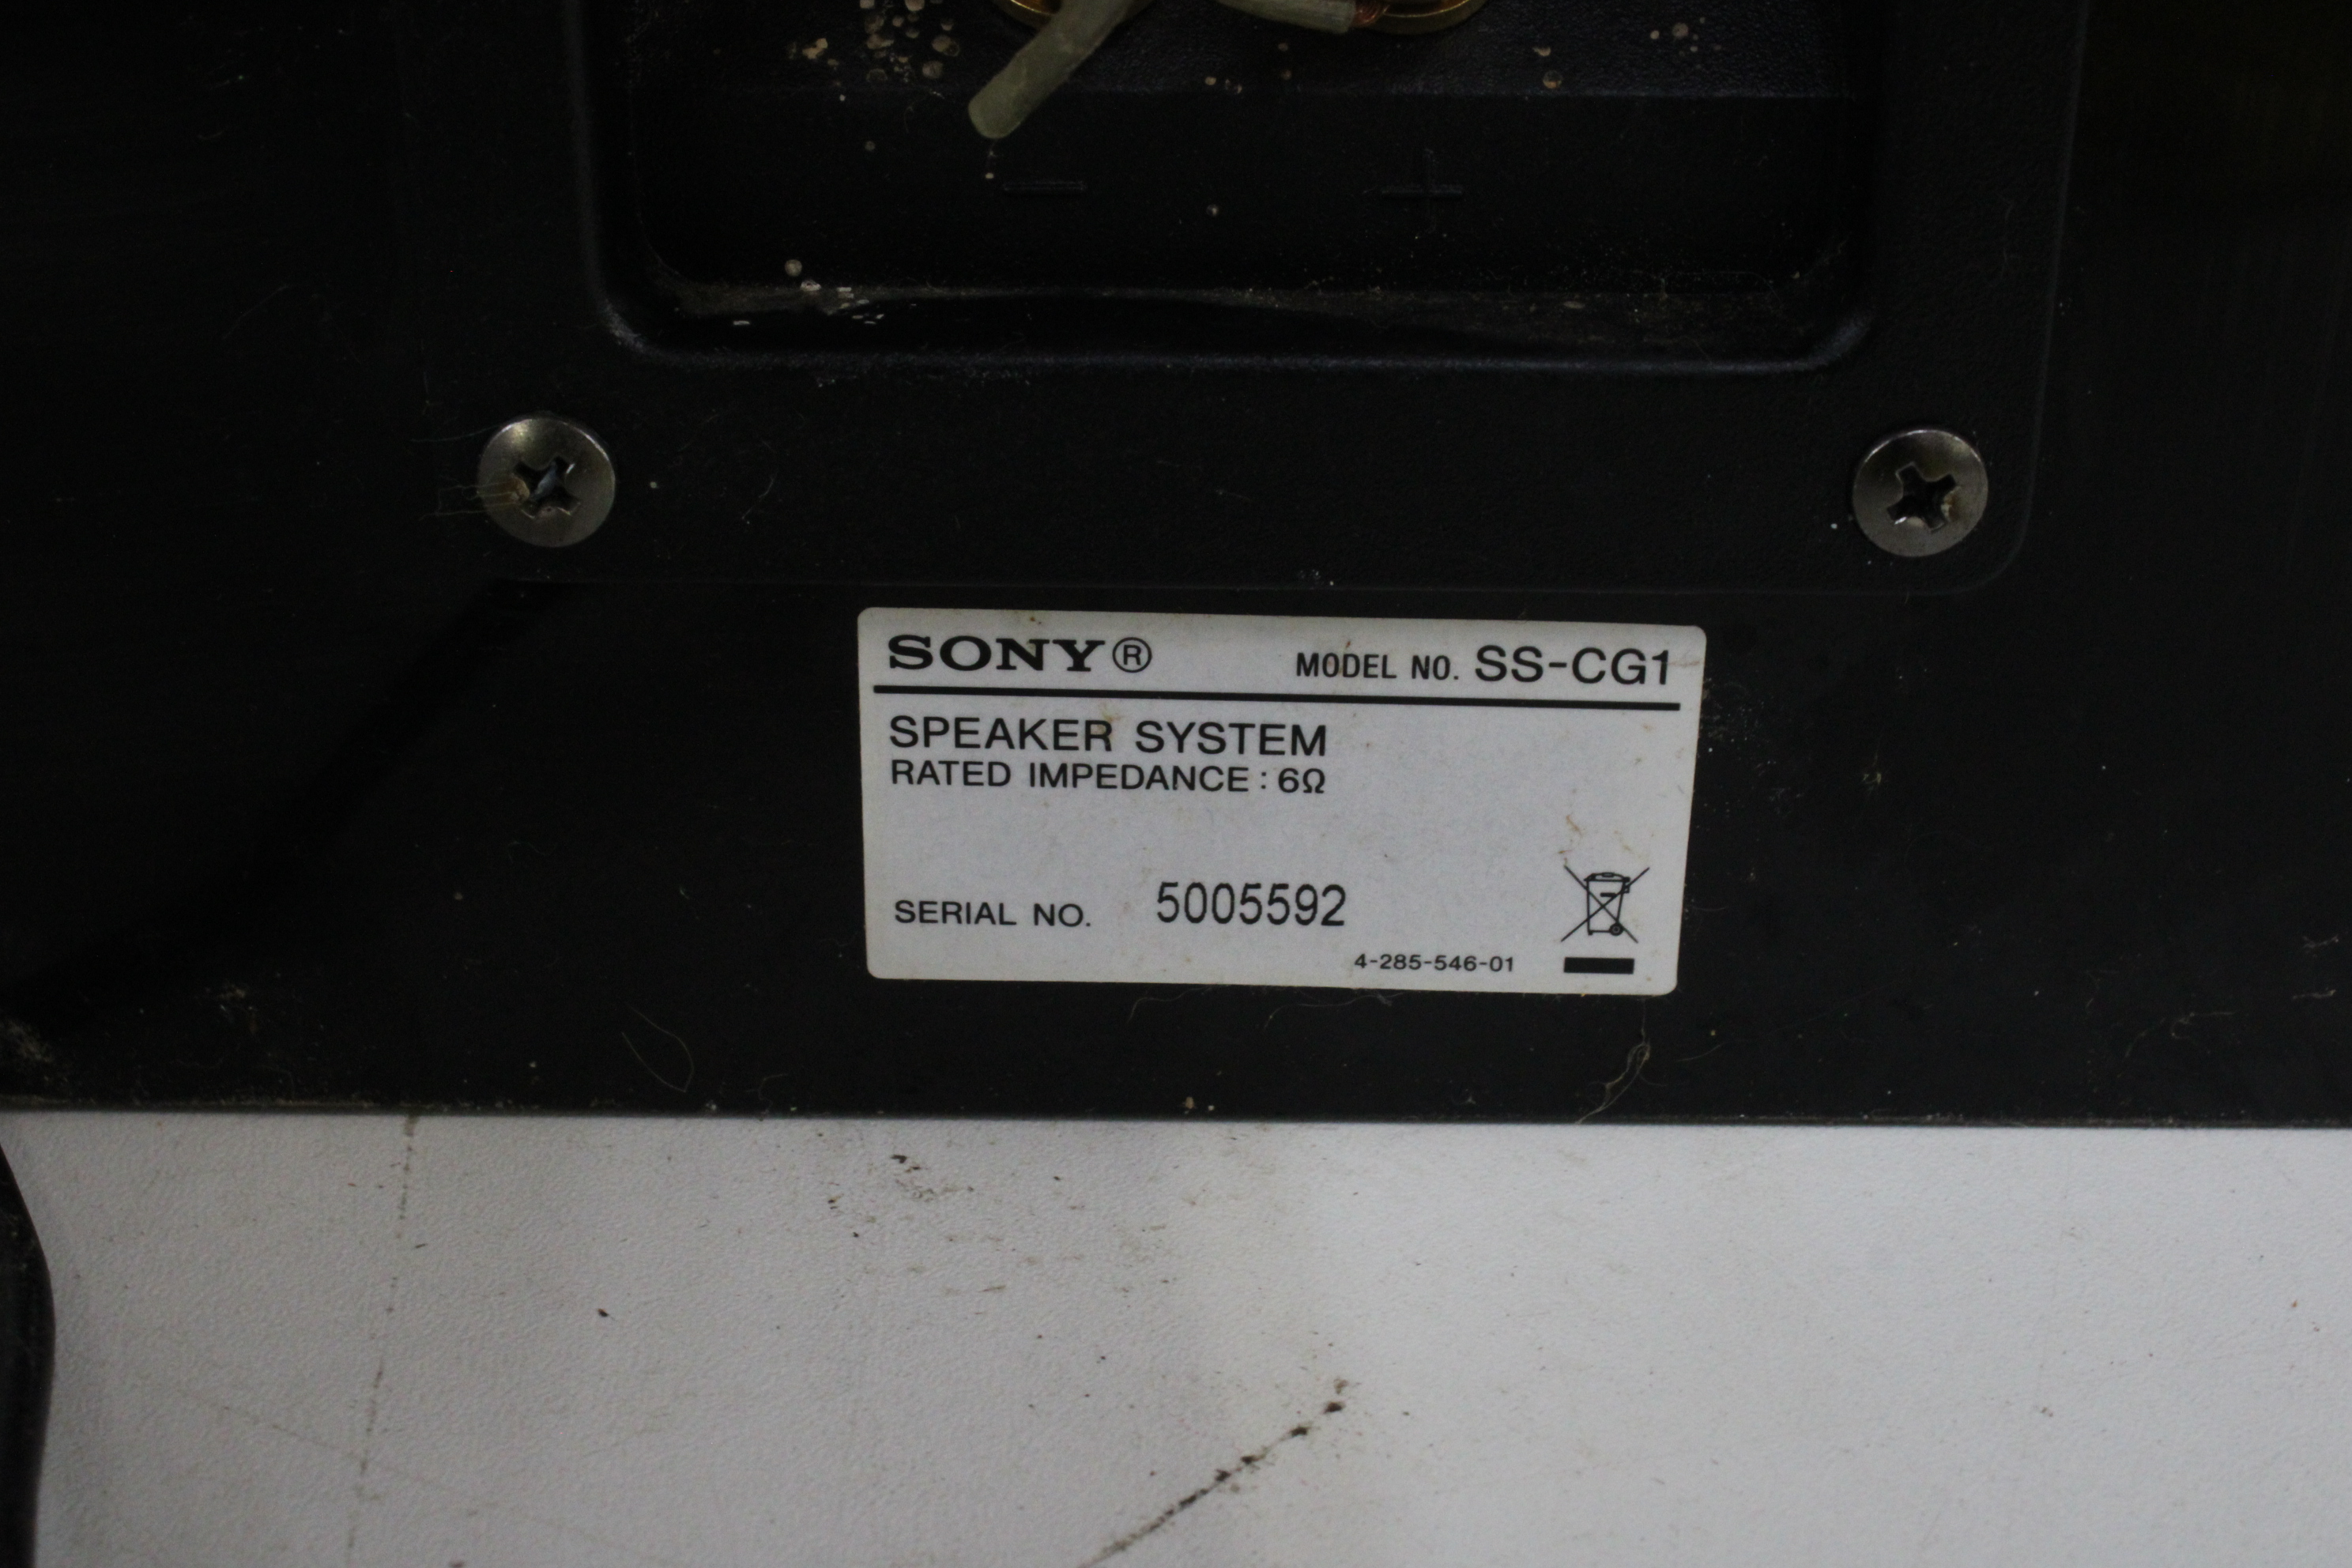 − +
SONY® MODEL NO. SS-CG1
SPEAKER SYSTEM
RATED IMPEDANCE : 6Ω
SERIAL NO. 5005592
4-285-546-01